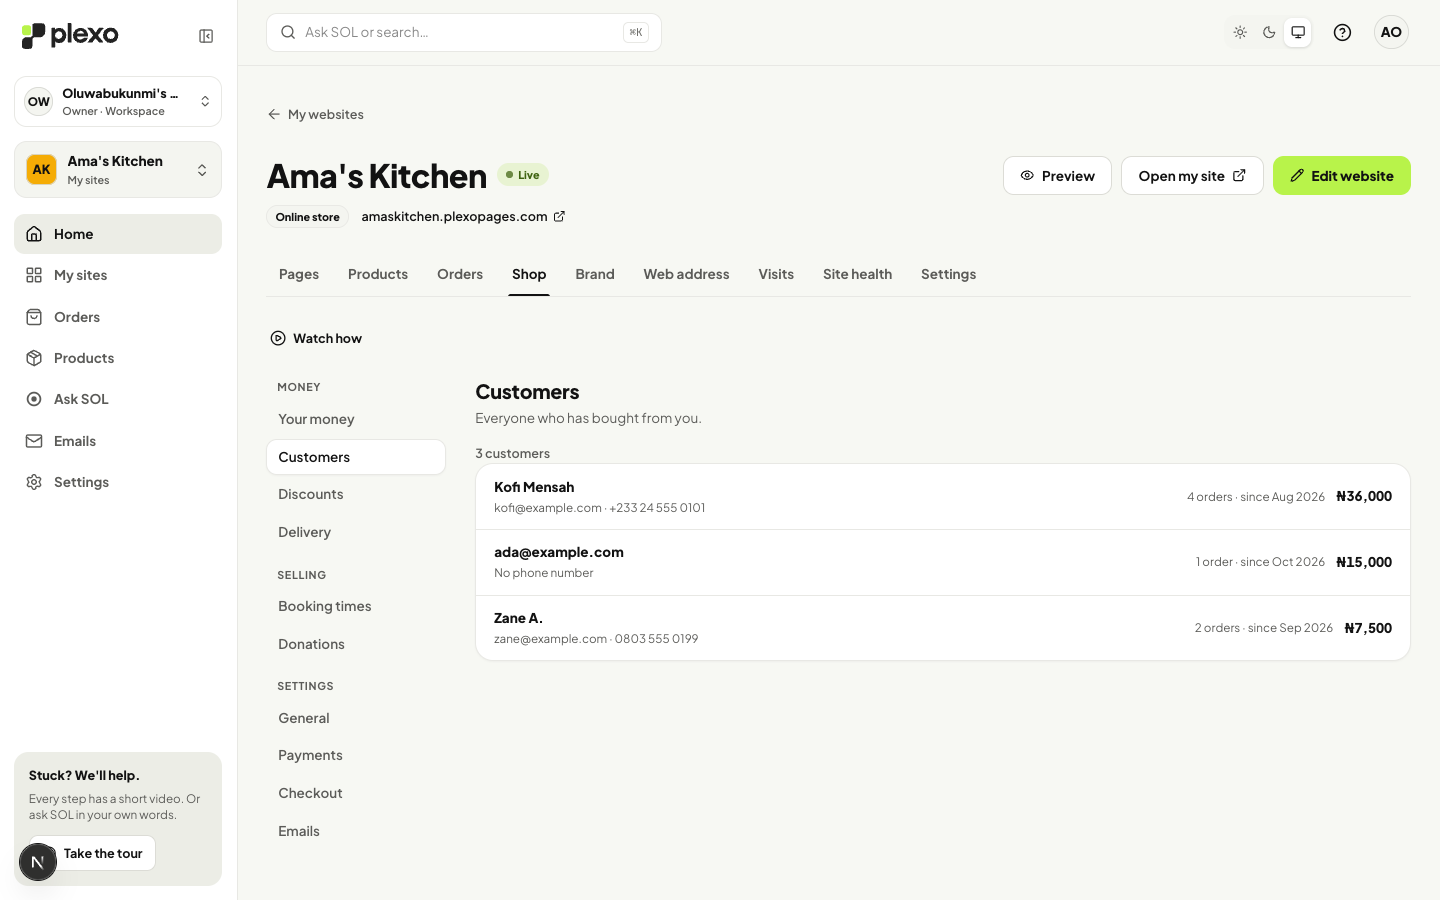 plexo
Ask SOL or search...
⌘K
AO
OW
Oluwabukunmi's ...
Owner · Workspace
AK
Ama's Kitchen
My sites
Home
My sites
Orders
Products
Ask SOL
Emails
Settings
Stuck? We'll help.
Every step has a short video. Or
ask SOL in your own words.
Take the tour
N
My websites
Ama's Kitchen
Live
Preview
Open my site
Edit website
Online store
amaskitchen.plexopages.com
Pages
Products
Orders
Shop
Brand
Web address
Visits
Site health
Settings
Watch how
MONEY
Your money
Customers
Discounts
Delivery
SELLING
Booking times
Donations
SETTINGS
General
Payments
Checkout
Emails
Customers
Everyone who has bought from you.
3 customers
Kofi Mensah
kofi@example.com · +233 24 555 0101
4 orders · since Aug 2026 ₦36,000
ada@example.com
No phone number
1 order · since Oct 2026 ₦15,000
Zane A.
zane@example.com · 0803 555 0199
2 orders · since Sep 2026 ₦7,500